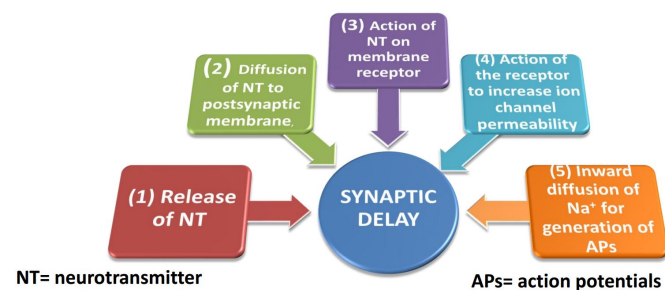 (1) Release
of NT
(2) Diffusion
of NT to
postsynaptic
membrane.
(3) Action of
NT on
membrane
receptor
(4) Action of
the receptor
to increase ion
channel
permeability
(5) Inward
diffusion of
Na⁺ for
generation of
APs
SYNAPTIC
DELAY
NT= neurotransmitter
APs= action potentials